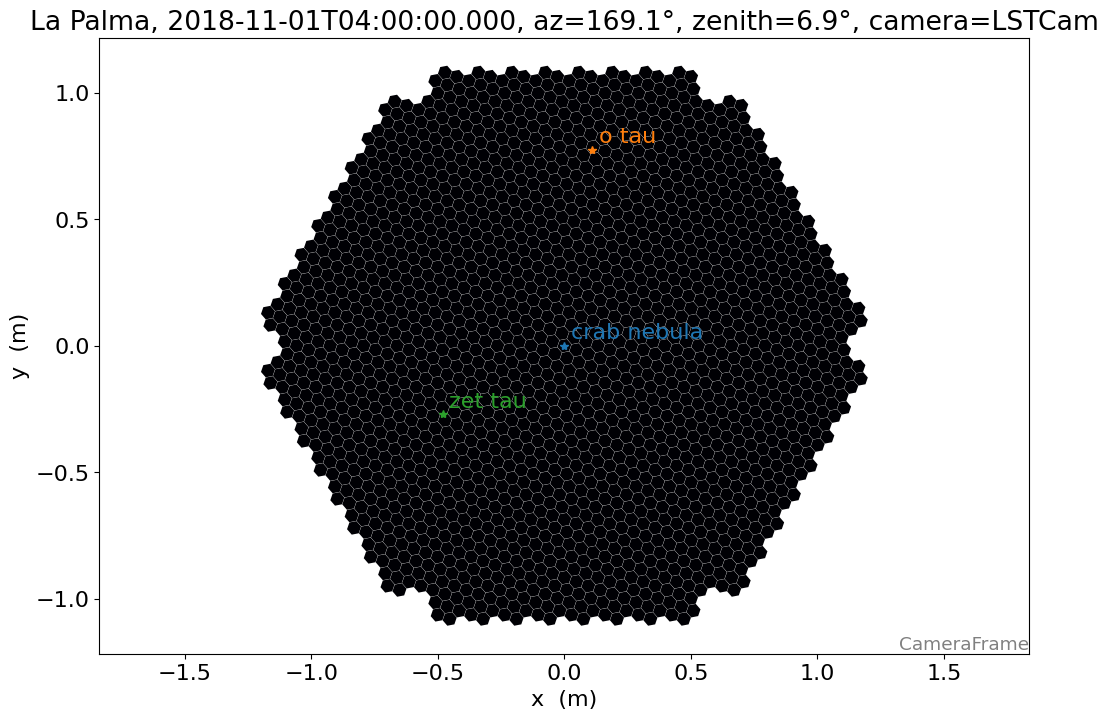 La Palma, 2018-11-01T04:00:00.000, az=169.1°, zenith=6.9°, camera=LSTCam
1.0
0.5
0.0
−0.5
−1.0
y (m)
o tau
crab nebula
zet tau
CameraFrame
−1.5
−1.0
−0.5
0.0
0.5
1.0
1.5
x (m)